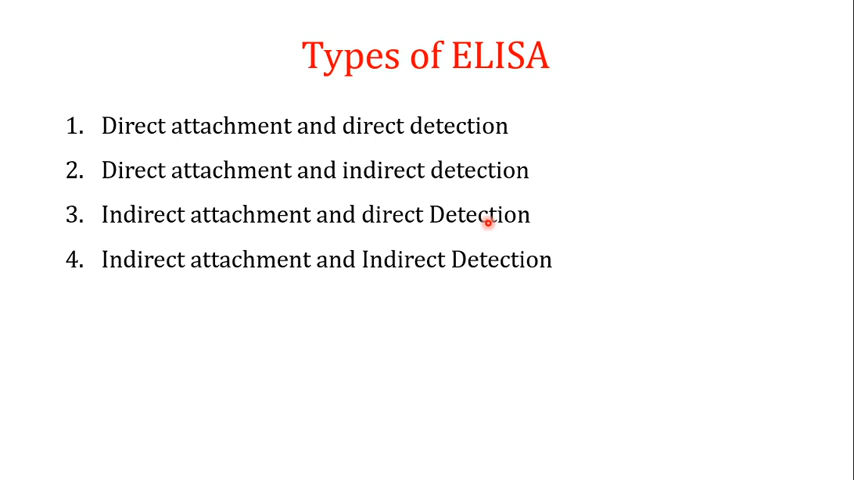 Types of ELISA
1. Direct attachment and direct detection
2. Direct attachment and indirect detection
3. Indirect attachment and direct Detection
4. Indirect attachment and Indirect Detection